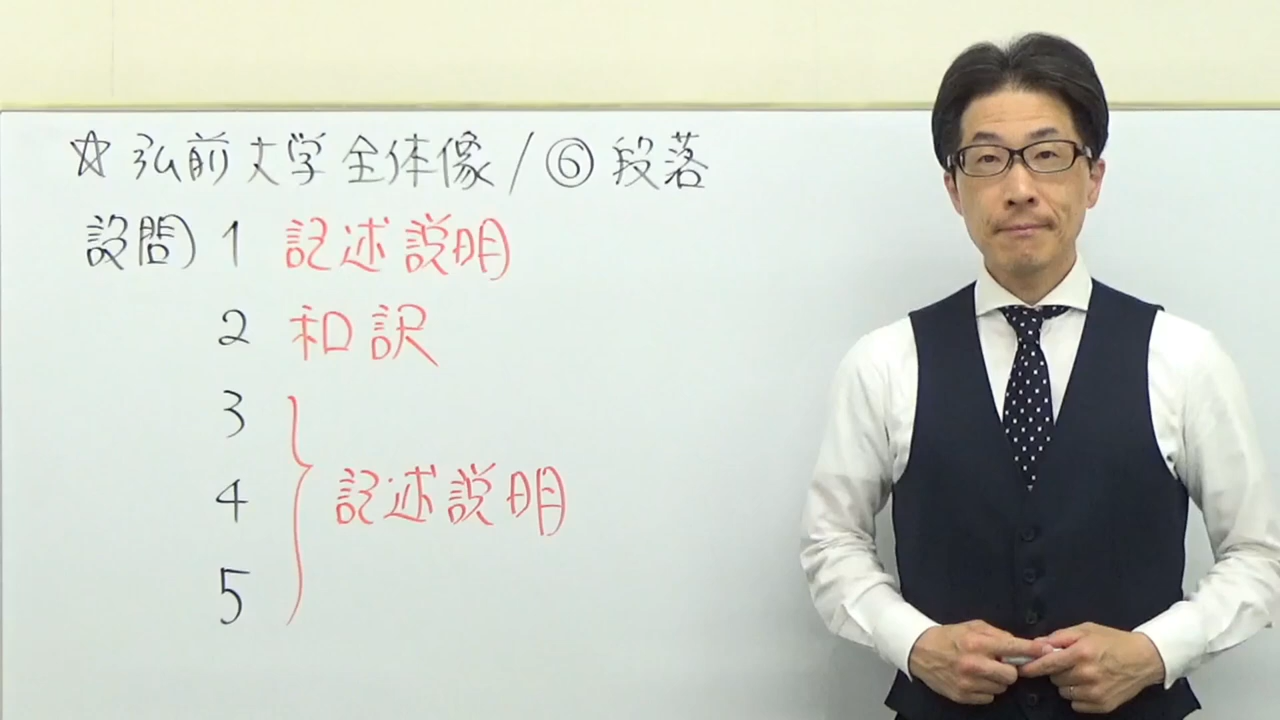 ☆ 弘前大学 全体像 / ⑥ 段落
設問) 1 記述説明
2 和訳
3
4 記述説明
5